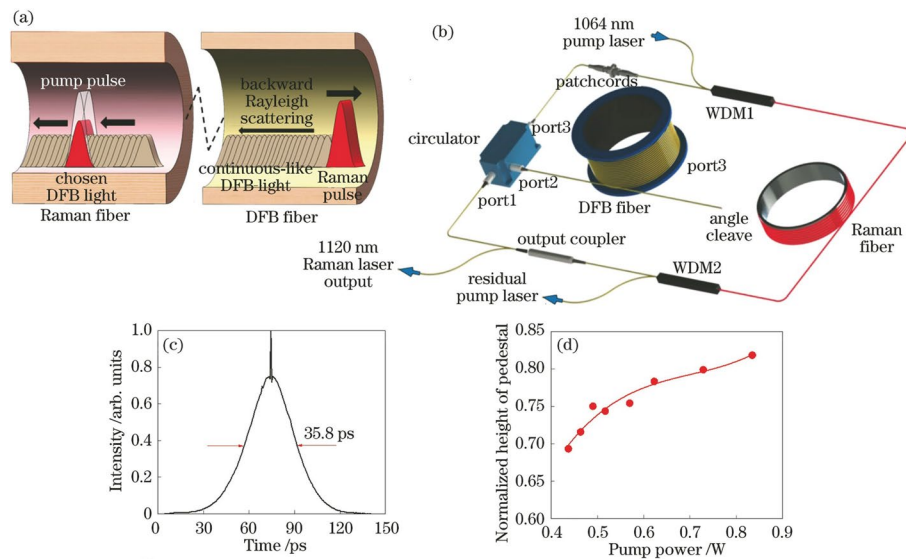 (a)
pump pulse
chosen
DFB light
Raman fiber
backward
Rayleigh
scattering
continuous-like
DFB light
Raman
pulse
DFB fiber
(b)
1064 nm
pump laser
patchcords
WDM1
circulator
port3
port2
port1
port3
DFB fiber
angle
cleave
Raman
fiber
output coupler
WDM2
1120 nm
Raman laser
output
residual
pump laser
(c)
Intensity /arb. units
1.0
0.8
0.6
0.4
0.2
0
35.8 ps
0 30 60 90 120 150
Time /ps
(d)
Normalized height of pedestal
0.85
0.80
0.75
0.70
0.65
0.60
0.4 0.5 0.6 0.7 0.8 0.9
Pump power /W